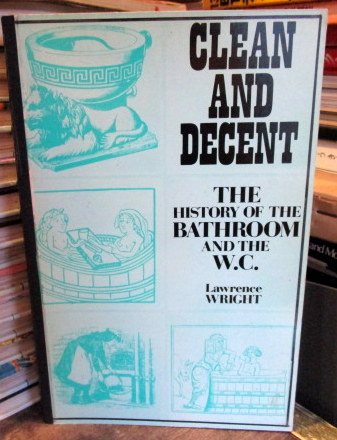 CLEAN
AND
DECENT
THE
HISTORY OF THE
BATHROOM
AND THE
W.C.
Lawrence
WRIGHT